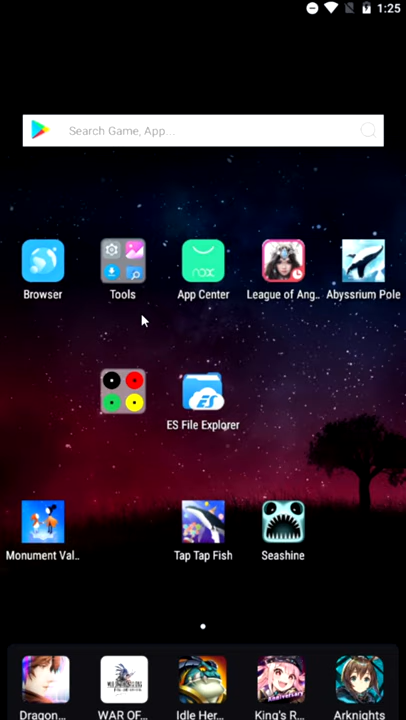 1:25
Search Game, App...
nox
Browser
Tools
App Center
League of Ang..
Abyssrium Pole
ES
ES File Explorer
Monument Val..
Tap Tap Fish
Seashine
Anniversary
Dragon...
WAR OF...
Idle Her...
King's R...
Arknights